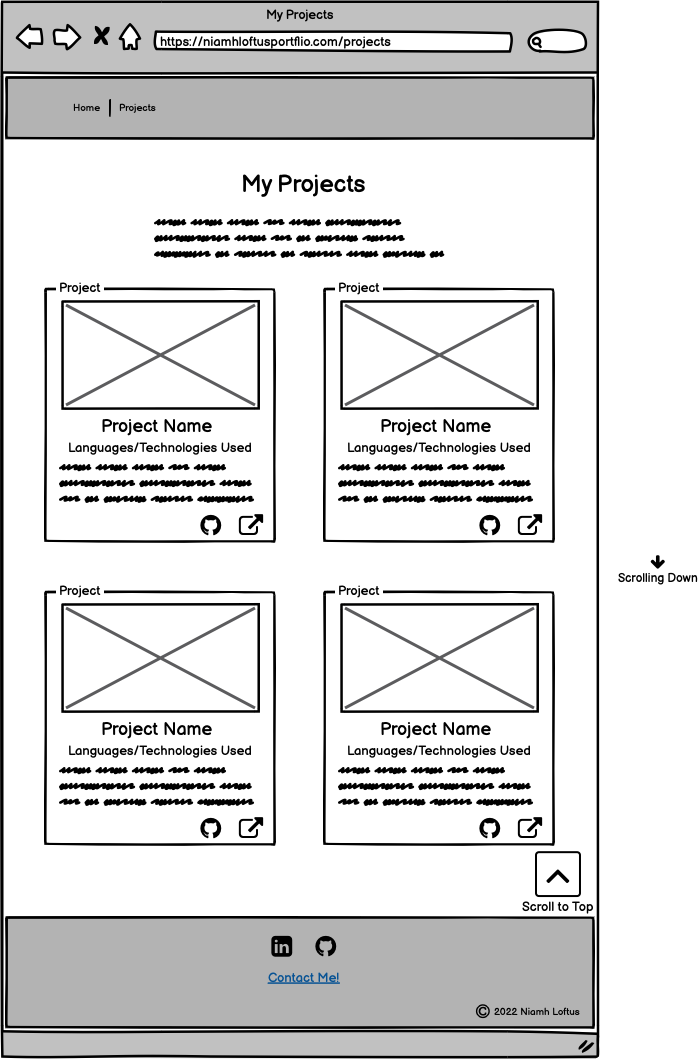 My Projects
https://niamhloftusportflio.com/projects
Home
Projects
My Projects
Project
Project Name
Languages/Technologies Used
Project
Project Name
Languages/Technologies Used
Scrolling Down
Project
Project Name
Languages/Technologies Used
Project
Project Name
Languages/Technologies Used
Scroll to Top
in
Contact Me!
© 2022 Niamh Loftus